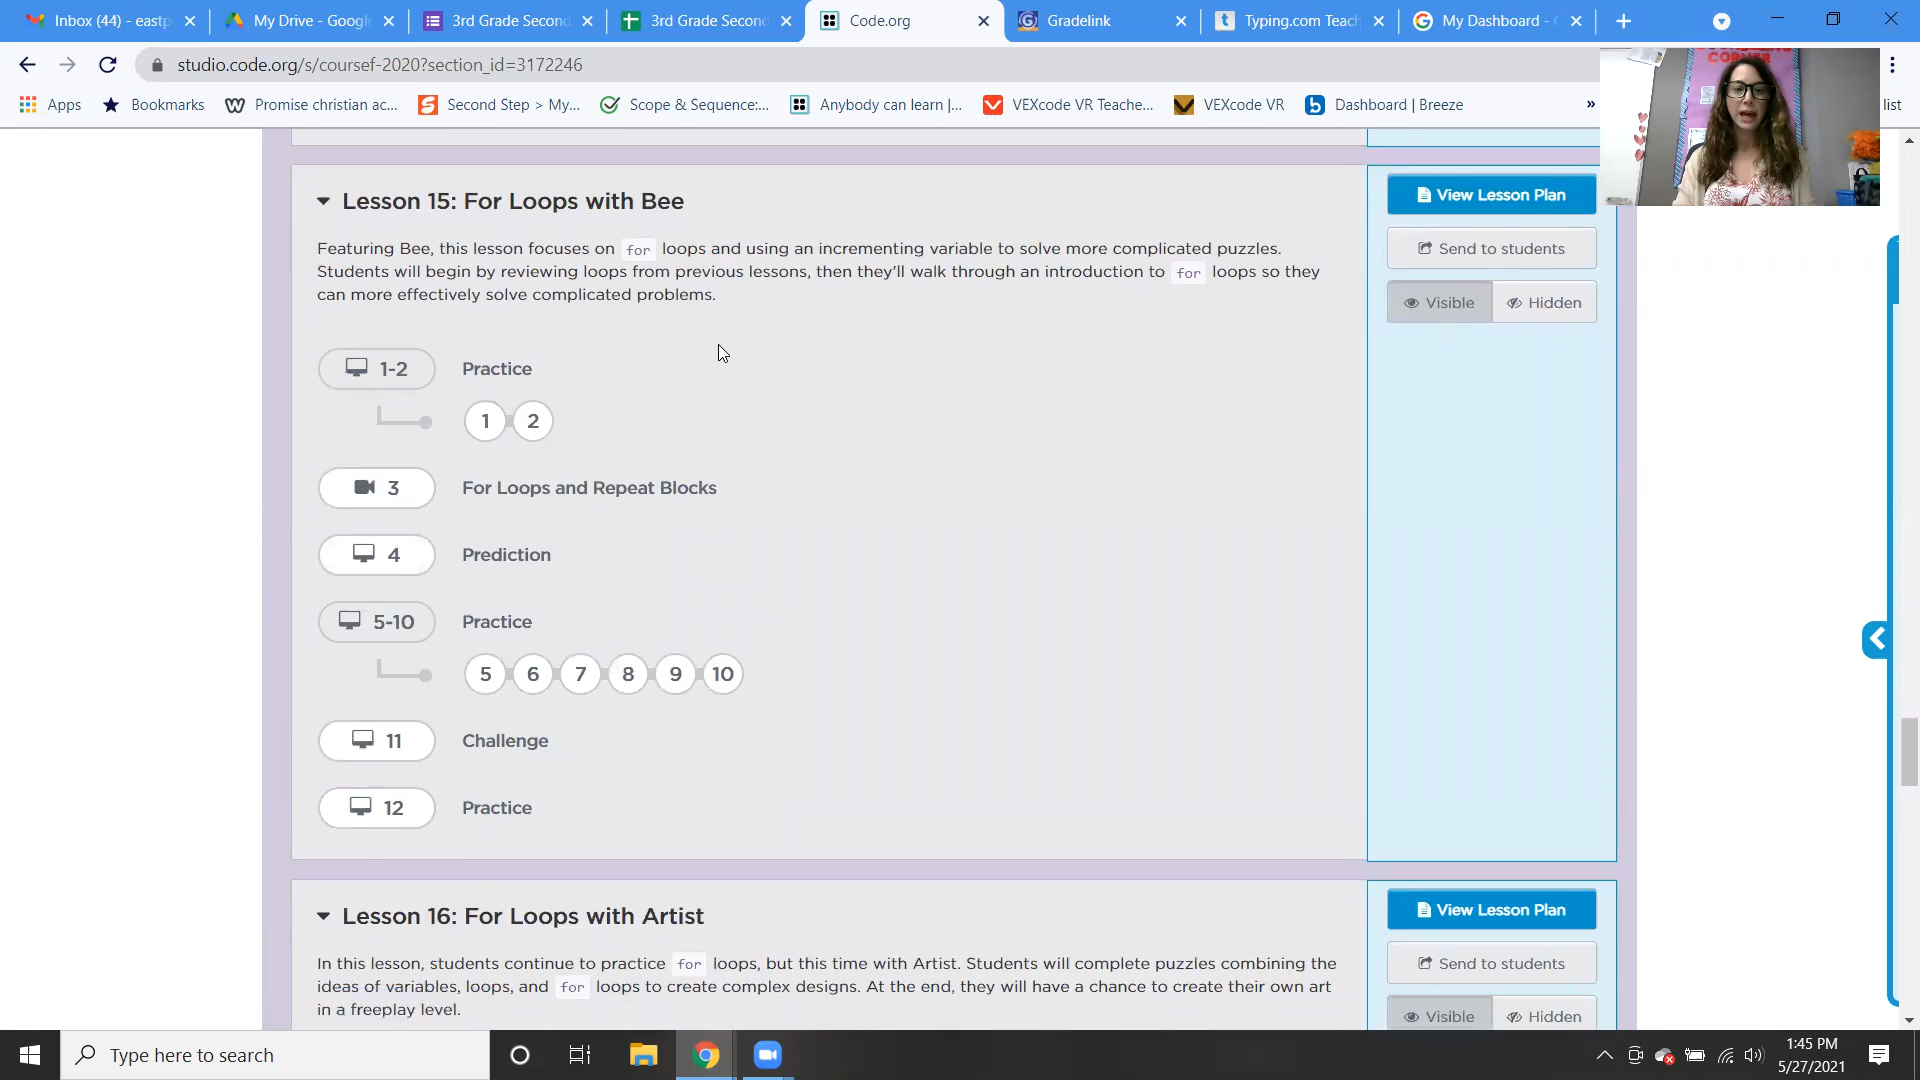 Inbox (44) - eastp
My Drive - Google
3rd Grade Second
3rd Grade Second
Code.org
Gradelink
Typing.com Teach
My Dashboard -
studio.code.org/s/coursef-2020?section_id=3172246
Apps
Bookmarks
Promise christian ac...
Second Step > My...
Scope & Sequence:...
Anybody can learn |...
VEXcode VR Teache...
VEXcode VR
Dashboard | Breeze
»
list
CORNER
Lesson 15: For Loops with Bee
View Lesson Plan
Featuring Bee, this lesson focuses on for loops and using an incrementing variable to solve more complicated puzzles.
Students will begin by reviewing loops from previous lessons, then they'll walk through an introduction to for loops so they
can more effectively solve complicated problems.
Send to students
Visible
Hidden
1-2 Practice
1 2
3 For Loops and Repeat Blocks
4 Prediction
5-10 Practice
5 6 7 8 9 10
11 Challenge
12 Practice
Lesson 16: For Loops with Artist
View Lesson Plan
In this lesson, students continue to practice for loops, but this time with Artist. Students will complete puzzles combining the
ideas of variables, loops, and for loops to create complex designs. At the end, they will have a chance to create their own art
in a freeplay level.
Send to students
Visible
Hidden
Type here to search
1:45 PM
5/27/2021